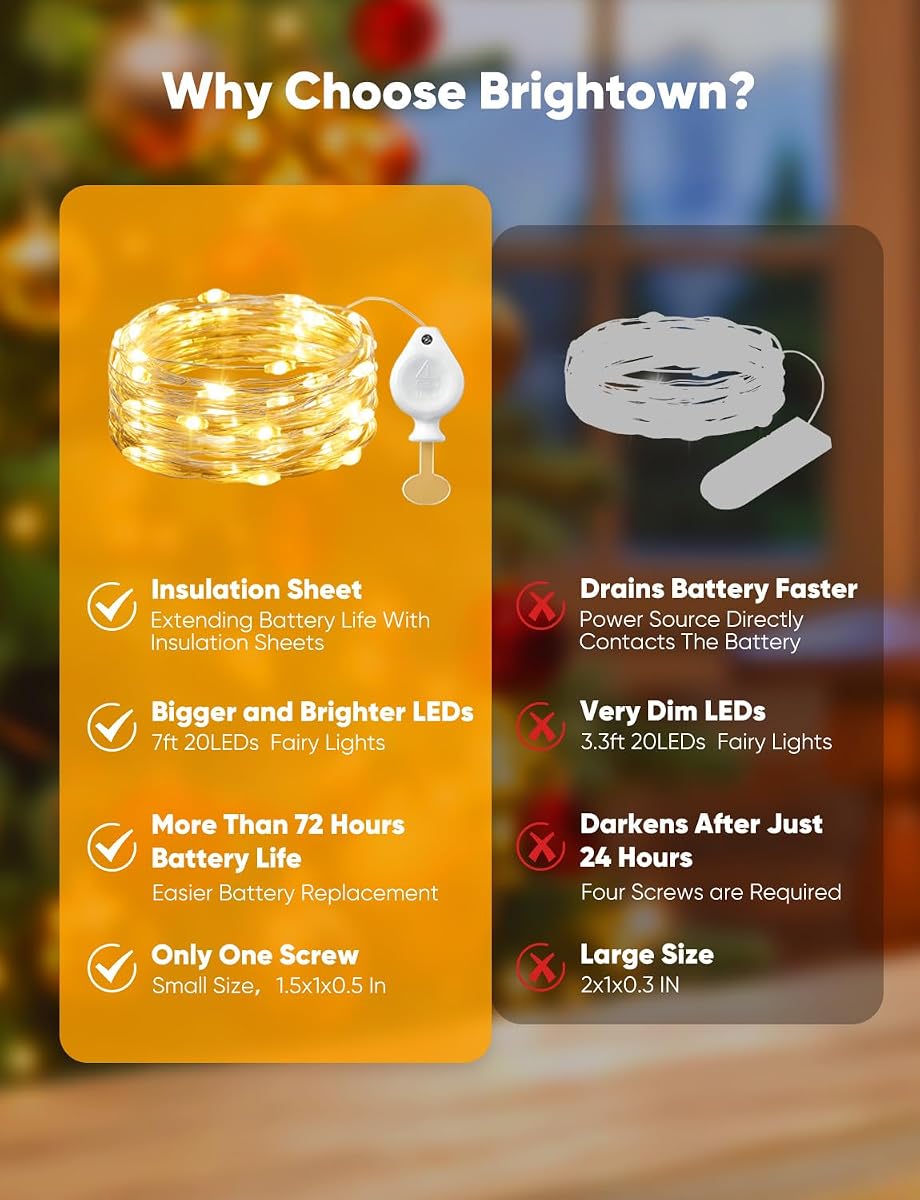 Why Choose Brightown?
Insulation Sheet
Extending Battery Life With
Insulation Sheets
Bigger and Brighter LEDs
7ft 20LEDs Fairy Lights
More Than 72 Hours
Battery Life
Easier Battery Replacement
Only One Screw
Small Size, 1.5x1x0.5 In
Drains Battery Faster
Power Source Directly
Contacts The Battery
Very Dim LEDs
3.3ft 20LEDs Fairy Lights
Darkens After Just
24 Hours
Four Screws are Required
Large Size
2x1x0.3 IN